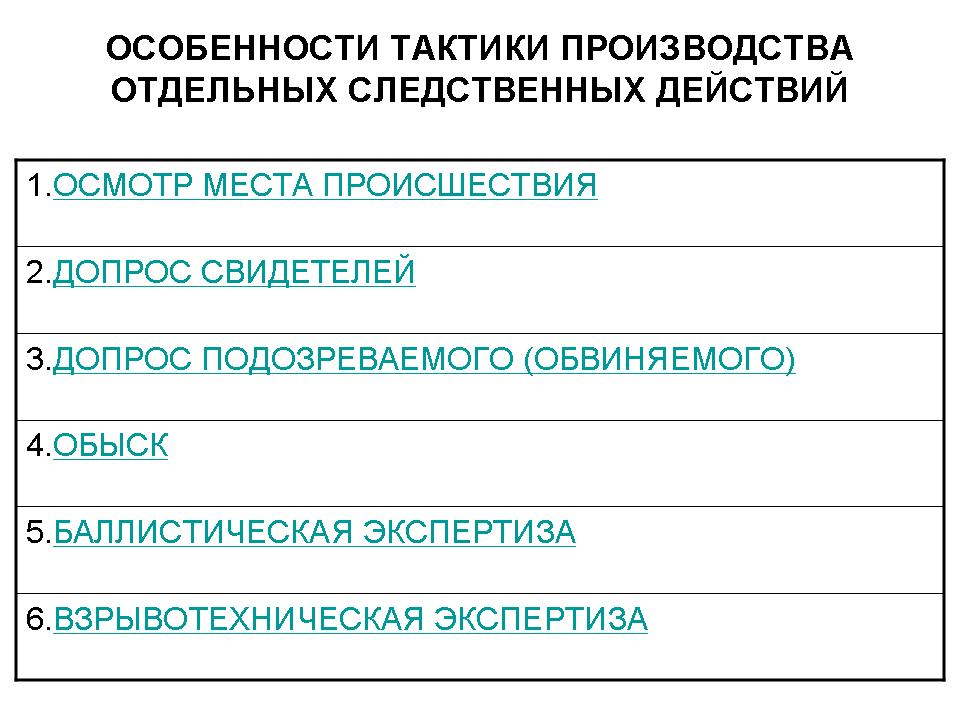 ОСОБЕННОСТИ ТАКТИКИ ПРОИЗВОДСТВА
ОТДЕЛЬНЫХ СЛЕДСТВЕННЫХ ДЕЙСТВИЙ
1.ОСМОТР МЕСТА ПРОИСШЕСТВИЯ
2.ДОПРОС СВИДЕТЕЛЕЙ
3.ДОПРОС ПОДОЗРЕВАЕМОГО (ОБВИНЯЕМОГО)
4.ОБЫСК
5.БАЛЛИСТИЧЕСКАЯ ЭКСПЕРТИЗА
6.ВЗРЫВОТЕХНИЧЕСКАЯ ЭКСПЕРТИЗА